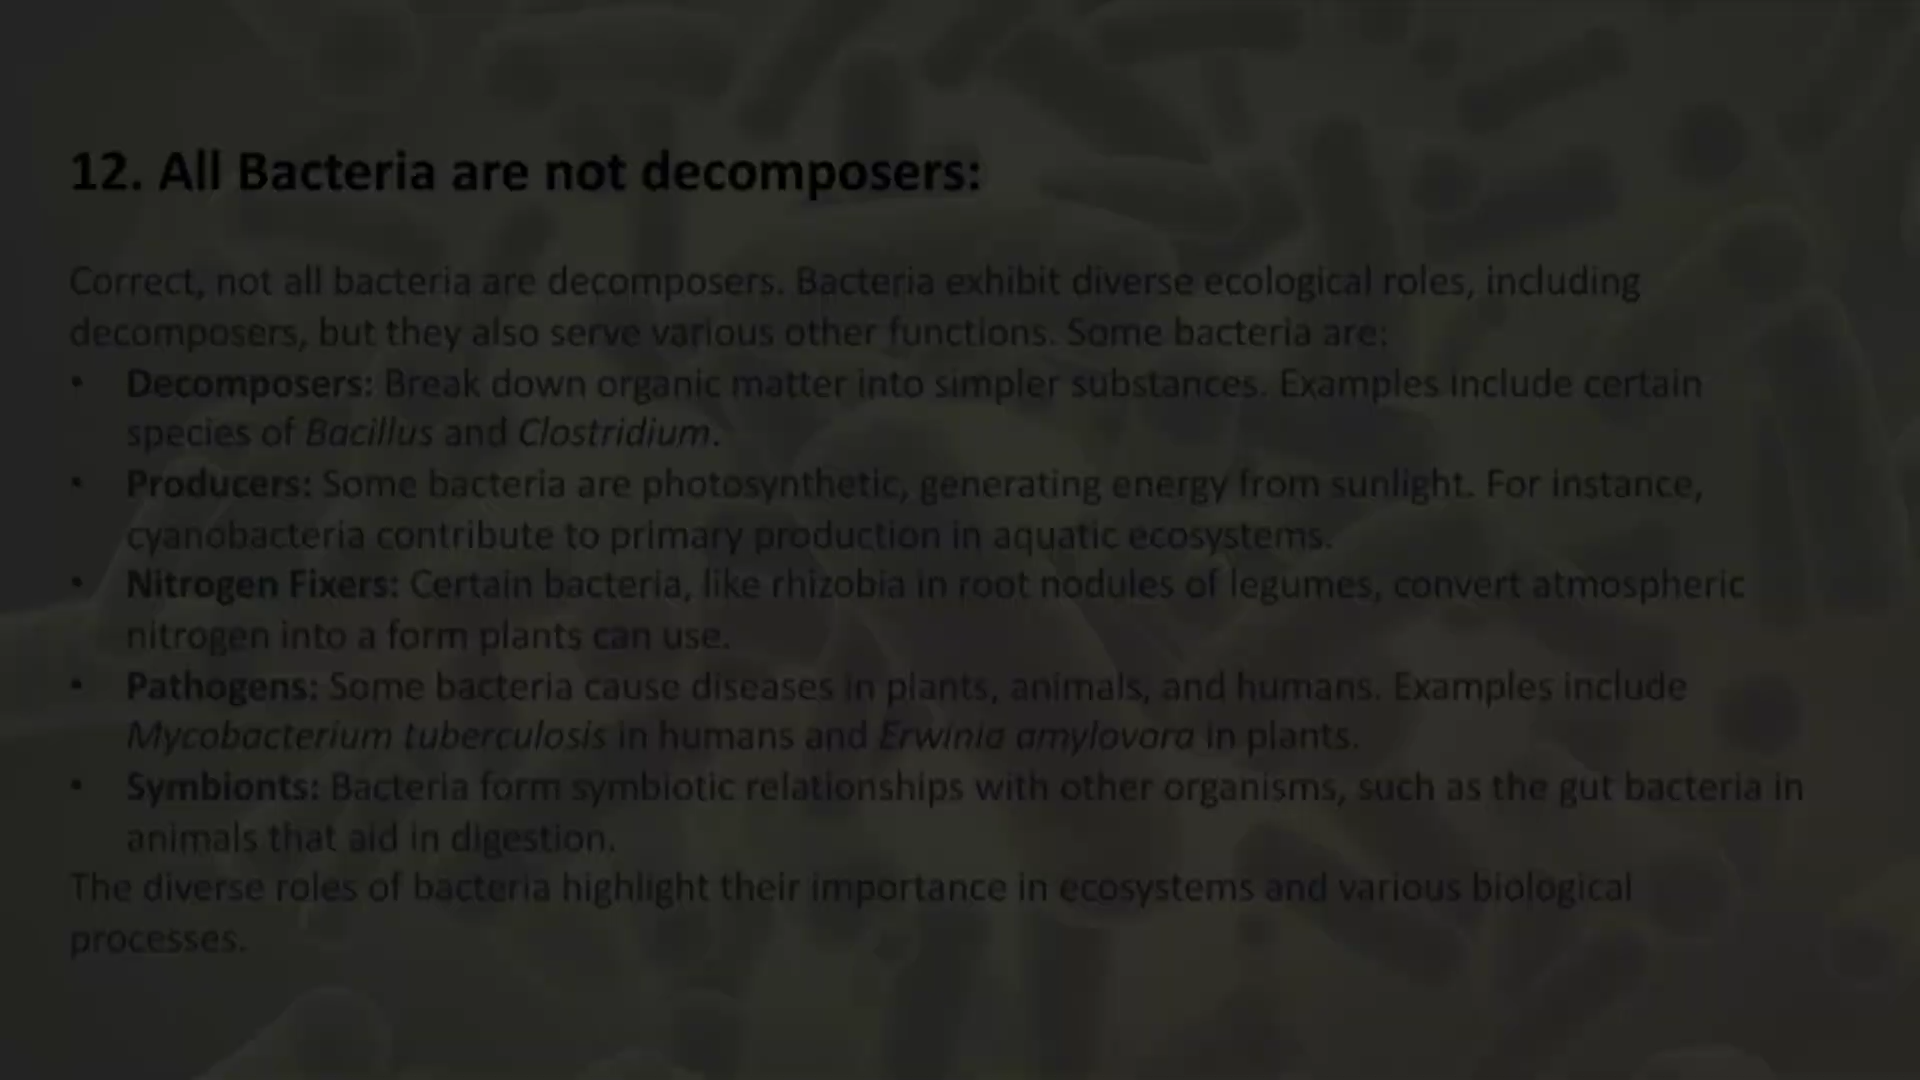 12. All Bacteria are not decomposers:
Correct, not all bacteria are decomposers. Bacteria exhibit diverse ecological roles, including
decomposers, but they also serve various other functions. Some bacteria are:
• Decomposers: Break down organic matter into simpler substances. Examples include certain
species of Bacillus and Clostridium.
• Producers: Some bacteria are photosynthetic, generating energy from sunlight. For instance,
cyanobacteria contribute to primary production in aquatic ecosystems.
• Nitrogen Fixers: Certain bacteria, like rhizobia in root nodules of legumes, convert atmospheric
nitrogen into a form plants can use.
• Pathogens: Some bacteria cause diseases in plants, animals, and humans. Examples include
Mycobacterium tuberculosis in humans and Erwinia amylovora in plants.
• Symbionts: Bacteria form symbiotic relationships with other organisms, such as the gut bacteria in
animals that aid in digestion.
The diverse roles of bacteria highlight their importance in ecosystems and various biological
processes.